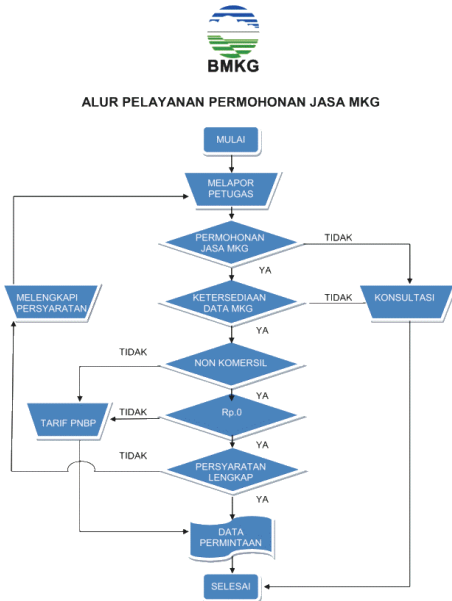 BMKG
ALUR PELAYANAN PERMOHONAN JASA MKG
MULAI
MELAPOR
PETUGAS
PERMOHONAN
JASA MKG
TIDAK
YA
MELENGKAPI
PERSYARATAN
KETERSEDIAAN
DATA MKG
TIDAK
KONSULTASI
YA
TIDAK
NON KOMERSIL
YA
TARIF PNBP
TIDAK
Rp.0
YA
TIDAK
PERSYARATAN
LENGKAP
YA
DATA
PERMINTAAN
SELESAI